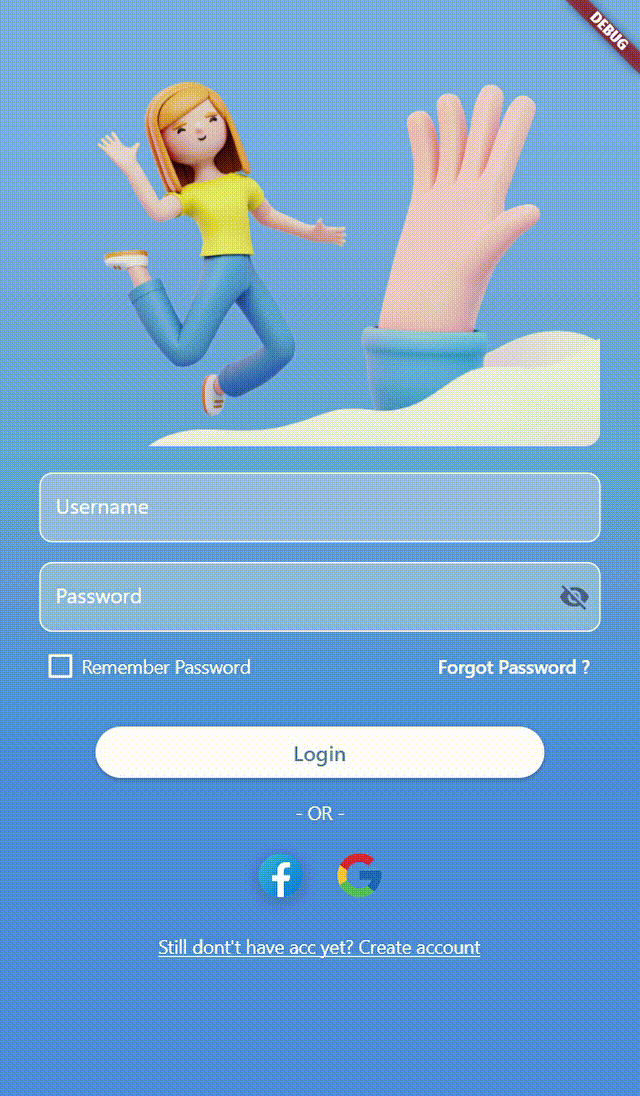 DEBUG
Username
Password
Remember Password
Forgot Password ?
Login
- OR -
Still dont't have acc yet? Create account